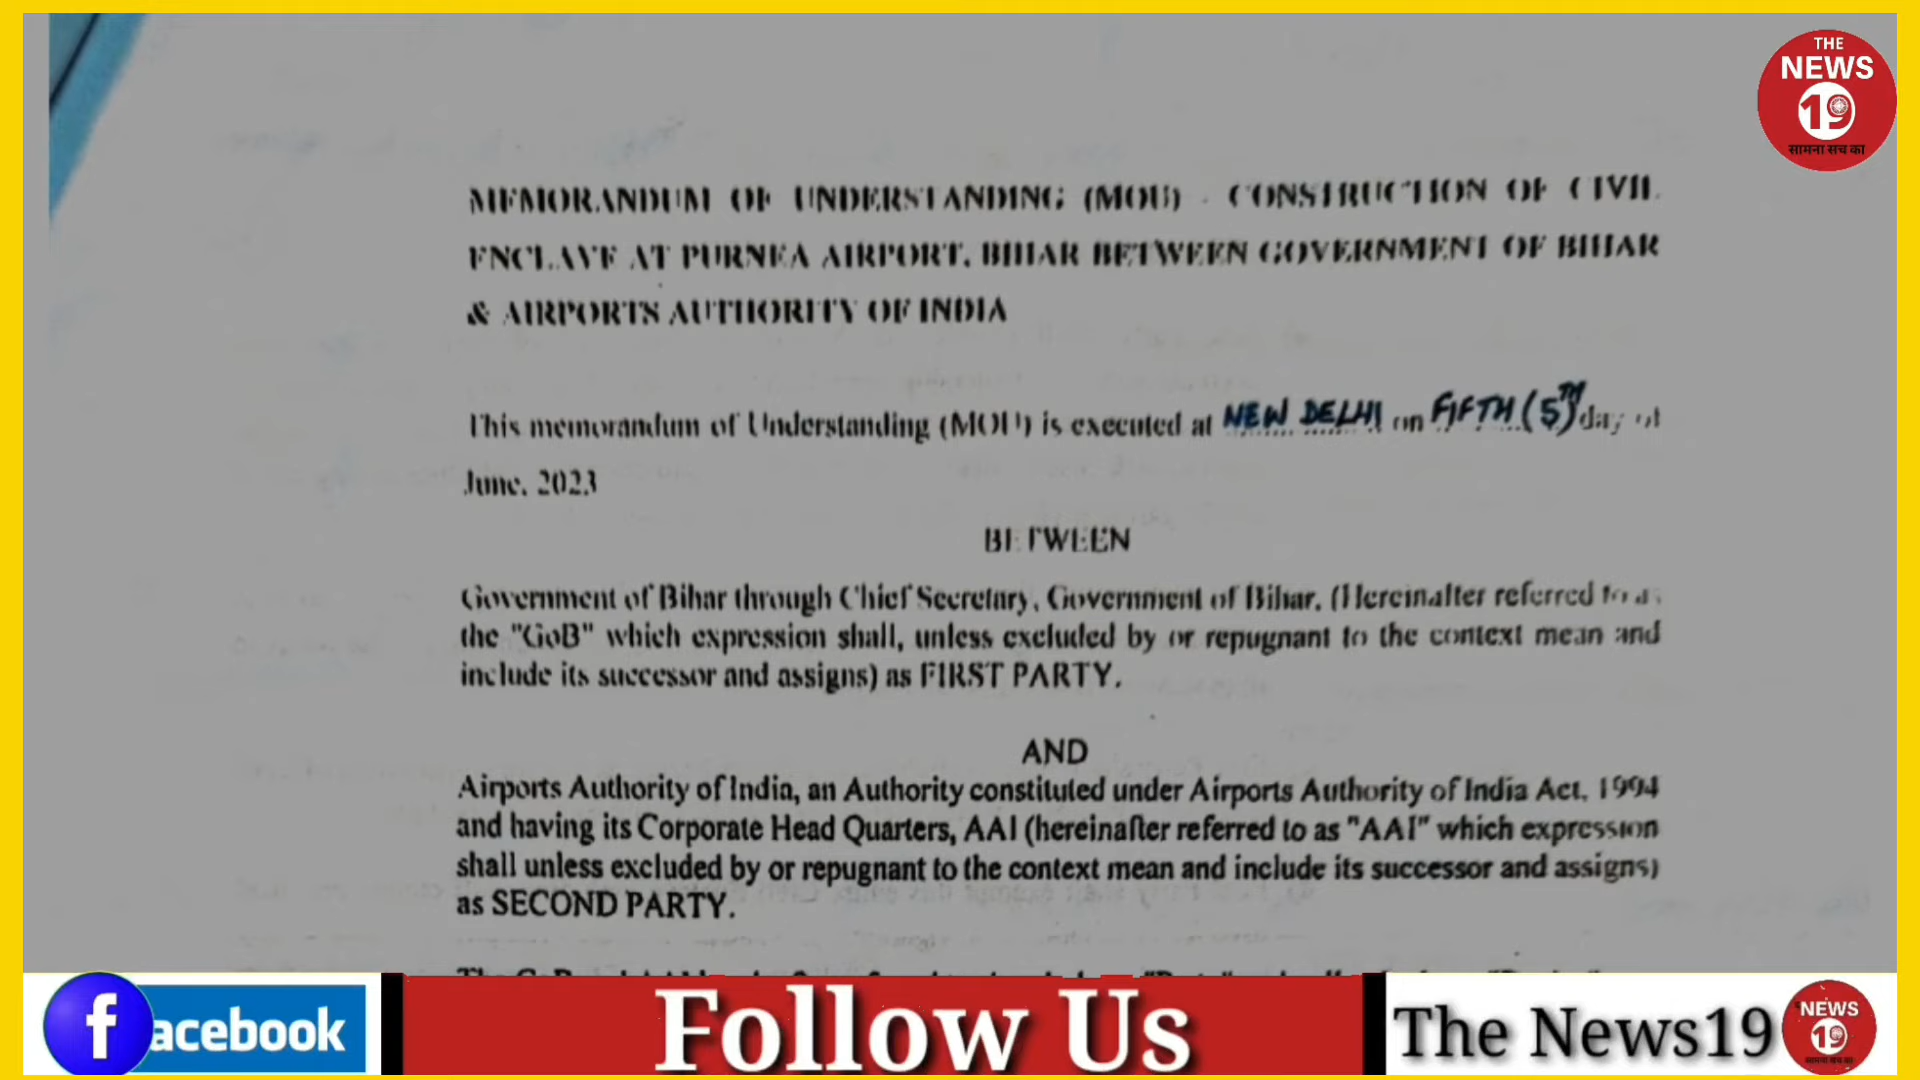 THE
NEWS
19
सामना सच का
MEMORANDUM OF UNDERSTANDING (MOU) - CONSTRUCTION OF CIVIL
ENCLAVE AT PURNEA AIRPORT, BIHAR BETWEEN GOVERNMENT OF BIHAR
& AIRPORTS AUTHORITY OF INDIA
This memorandum of Understanding (MOU) is executed at NEW DELHI on FIFTH (5TH) day of
June, 2023
BETWEEN
Government of Bihar through Chief Secretary, Government of Bihar, (Hereinafter referred to as
the "GoB" which expression shall, unless excluded by or repugnant to the context mean and
include its successor and assigns) as FIRST PARTY.
AND
Airports Authority of India, an Authority constituted under Airports Authority of India Act, 1994
and having its Corporate Head Quarters, AAI (hereinafter referred to as "AAI" which expression
shall unless excluded by or repugnant to the context mean and include its successor and assigns)
as SECOND PARTY.
facebook
Follow Us
The News19
NEWS
19